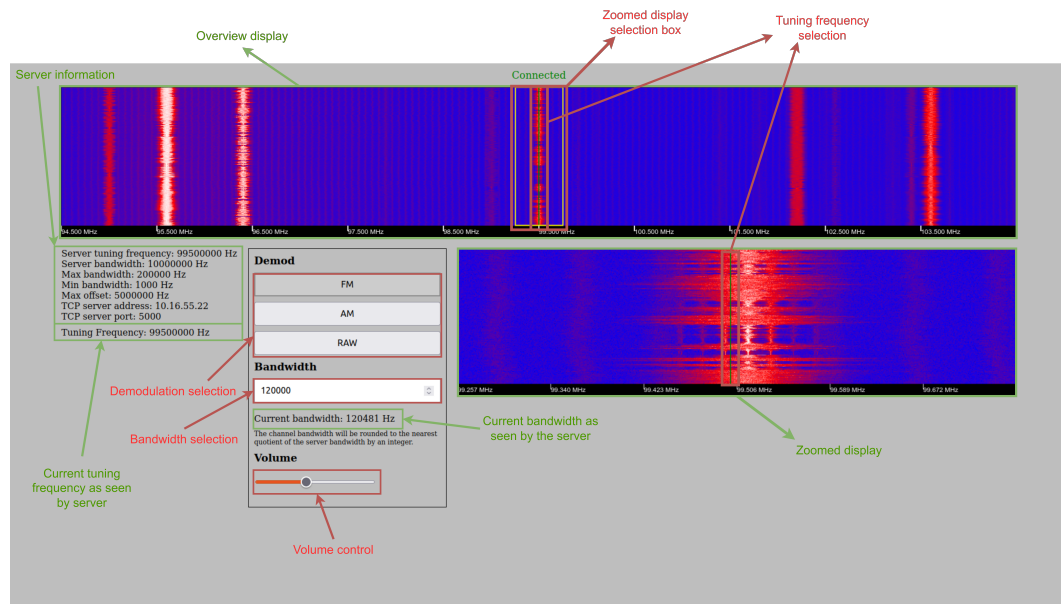 Zoomed display
selection box
Tuning frequency
selection
Overview display
Server information
Connected
94.500 MHz
95.500 MHz
96.500 MHz
97.500 MHz
98.500 MHz
99.500 MHz
100.500 MHz
101.500 MHz
102.500 MHz
103.500 MHz
Server tuning frequency: 99500000 Hz
Server bandwidth: 10000000 Hz
Max bandwidth: 200000 Hz
Min bandwidth: 1000 Hz
Max offset: 5000000 Hz
TCP server address: 10.16.55.22
TCP server port: 5000
Tuning Frequency: 99500000 Hz
Demod
FM
AM
RAW
Bandwidth
120000
Current bandwidth: 120481 Hz
The channel bandwidth will be rounded to the nearest
quotient of the server bandwidth by an integer.
Volume
99.257 MHz
99.340 MHz
99.423 MHz
99.506 MHz
99.589 MHz
99.672 MHz
Demodulation selection
Bandwidth selection
Current bandwidth as
seen by the server
Zoomed display
Current tuning
frequency as seen
by server
Volume control